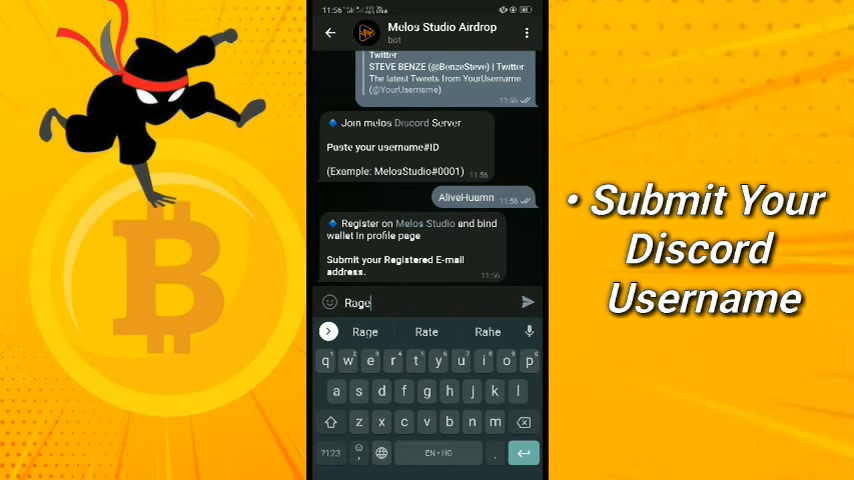 11:56
Melos Studio Airdrop
bot
Twitter
STEVE BENZE (@BenzeSteve) | Twitter
The latest Tweets from YourUsername
(@YourUsername)
11:56
Join melos Discord Server
Paste your username#ID
(Example: MelosStudio#0001)
11:56
AliveHuemn
11:56
Register on Melos Studio and bind
wallet in profile page
Submit your Registered E-mail
address.
11:56
Rage
Rage Rate Rahe
q w e r t y u i o p
a s d f g h j k l
z x c v b n m
?123 , EN • HG .
• Submit Your
Discord
Username